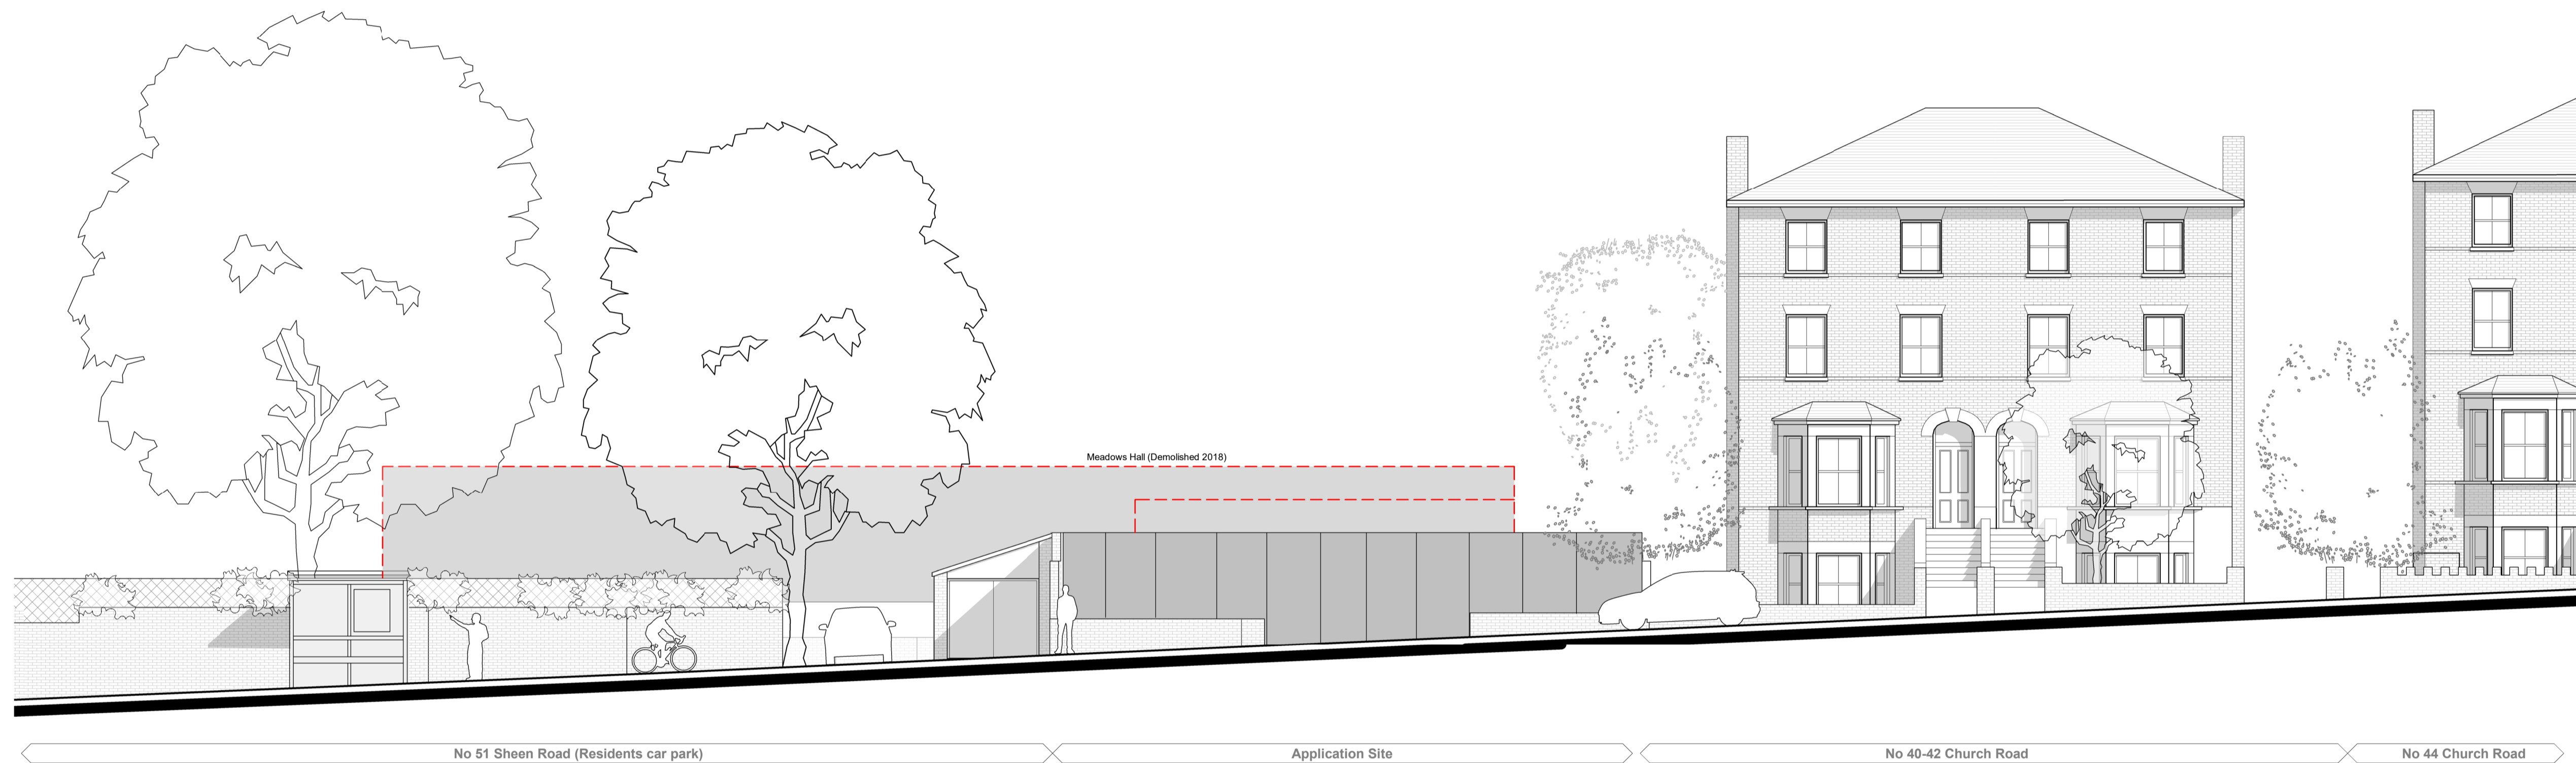 Meadows Hall (Demolished 2018)
No 51 Sheen Road (Residents car park)
Application Site
No 40-42 Church Road
No 44 Church Road